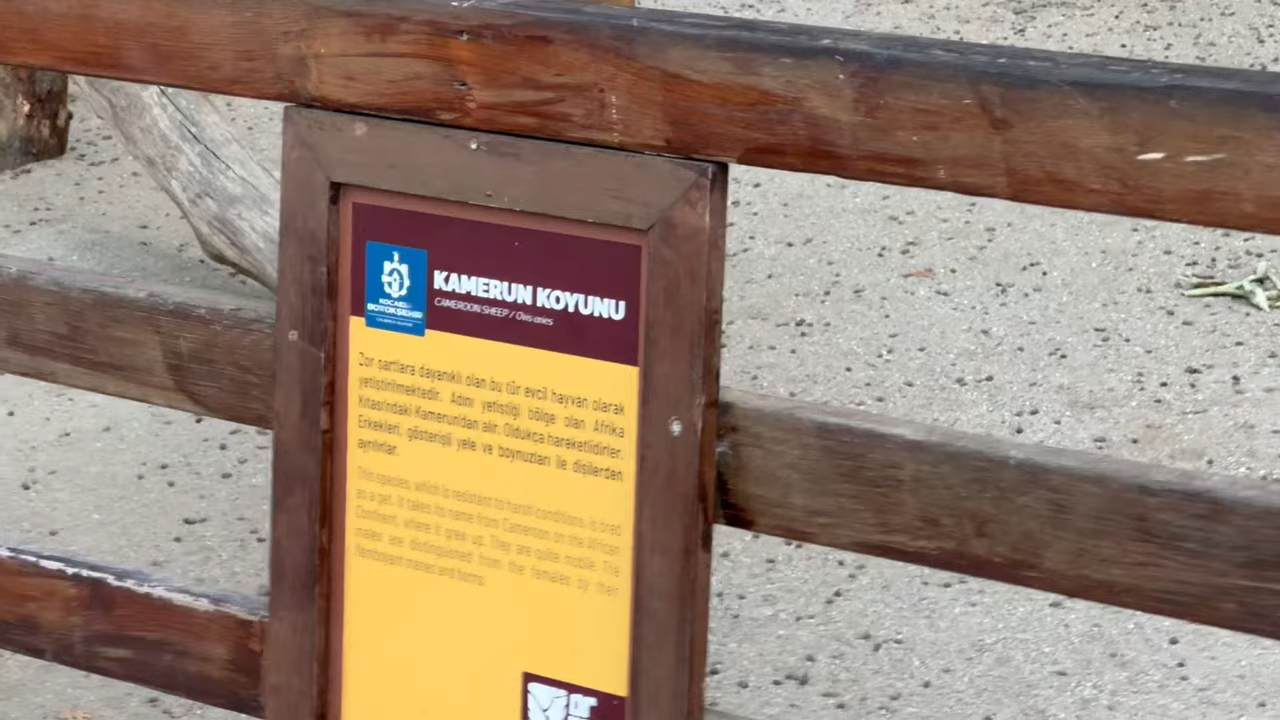 KOCAELİ
BÜYÜKŞEHİR
KAMERUN KOYUNU
CAMEROON SHEEP / Ovis aries
Zor şartlara dayanıklı olan bu tür evcil hayvan olarak
yetiştirilmektedir. Adını yetiştiği bölge olan Afrika
Kıtası'ndaki Kamerun'dan alır. Oldukça hareketlidirler.
Erkekleri, gösterişli yele ve boynuzları ile dişilerden
ayrılırlar.
This species, which is resistant to harsh conditions, is bred
as a pet. It takes its name from Cameroon on the African
Continent, where it grew up. They are quite mobile. The
males are distinguished from the females by their
flamboyant manes and horns.